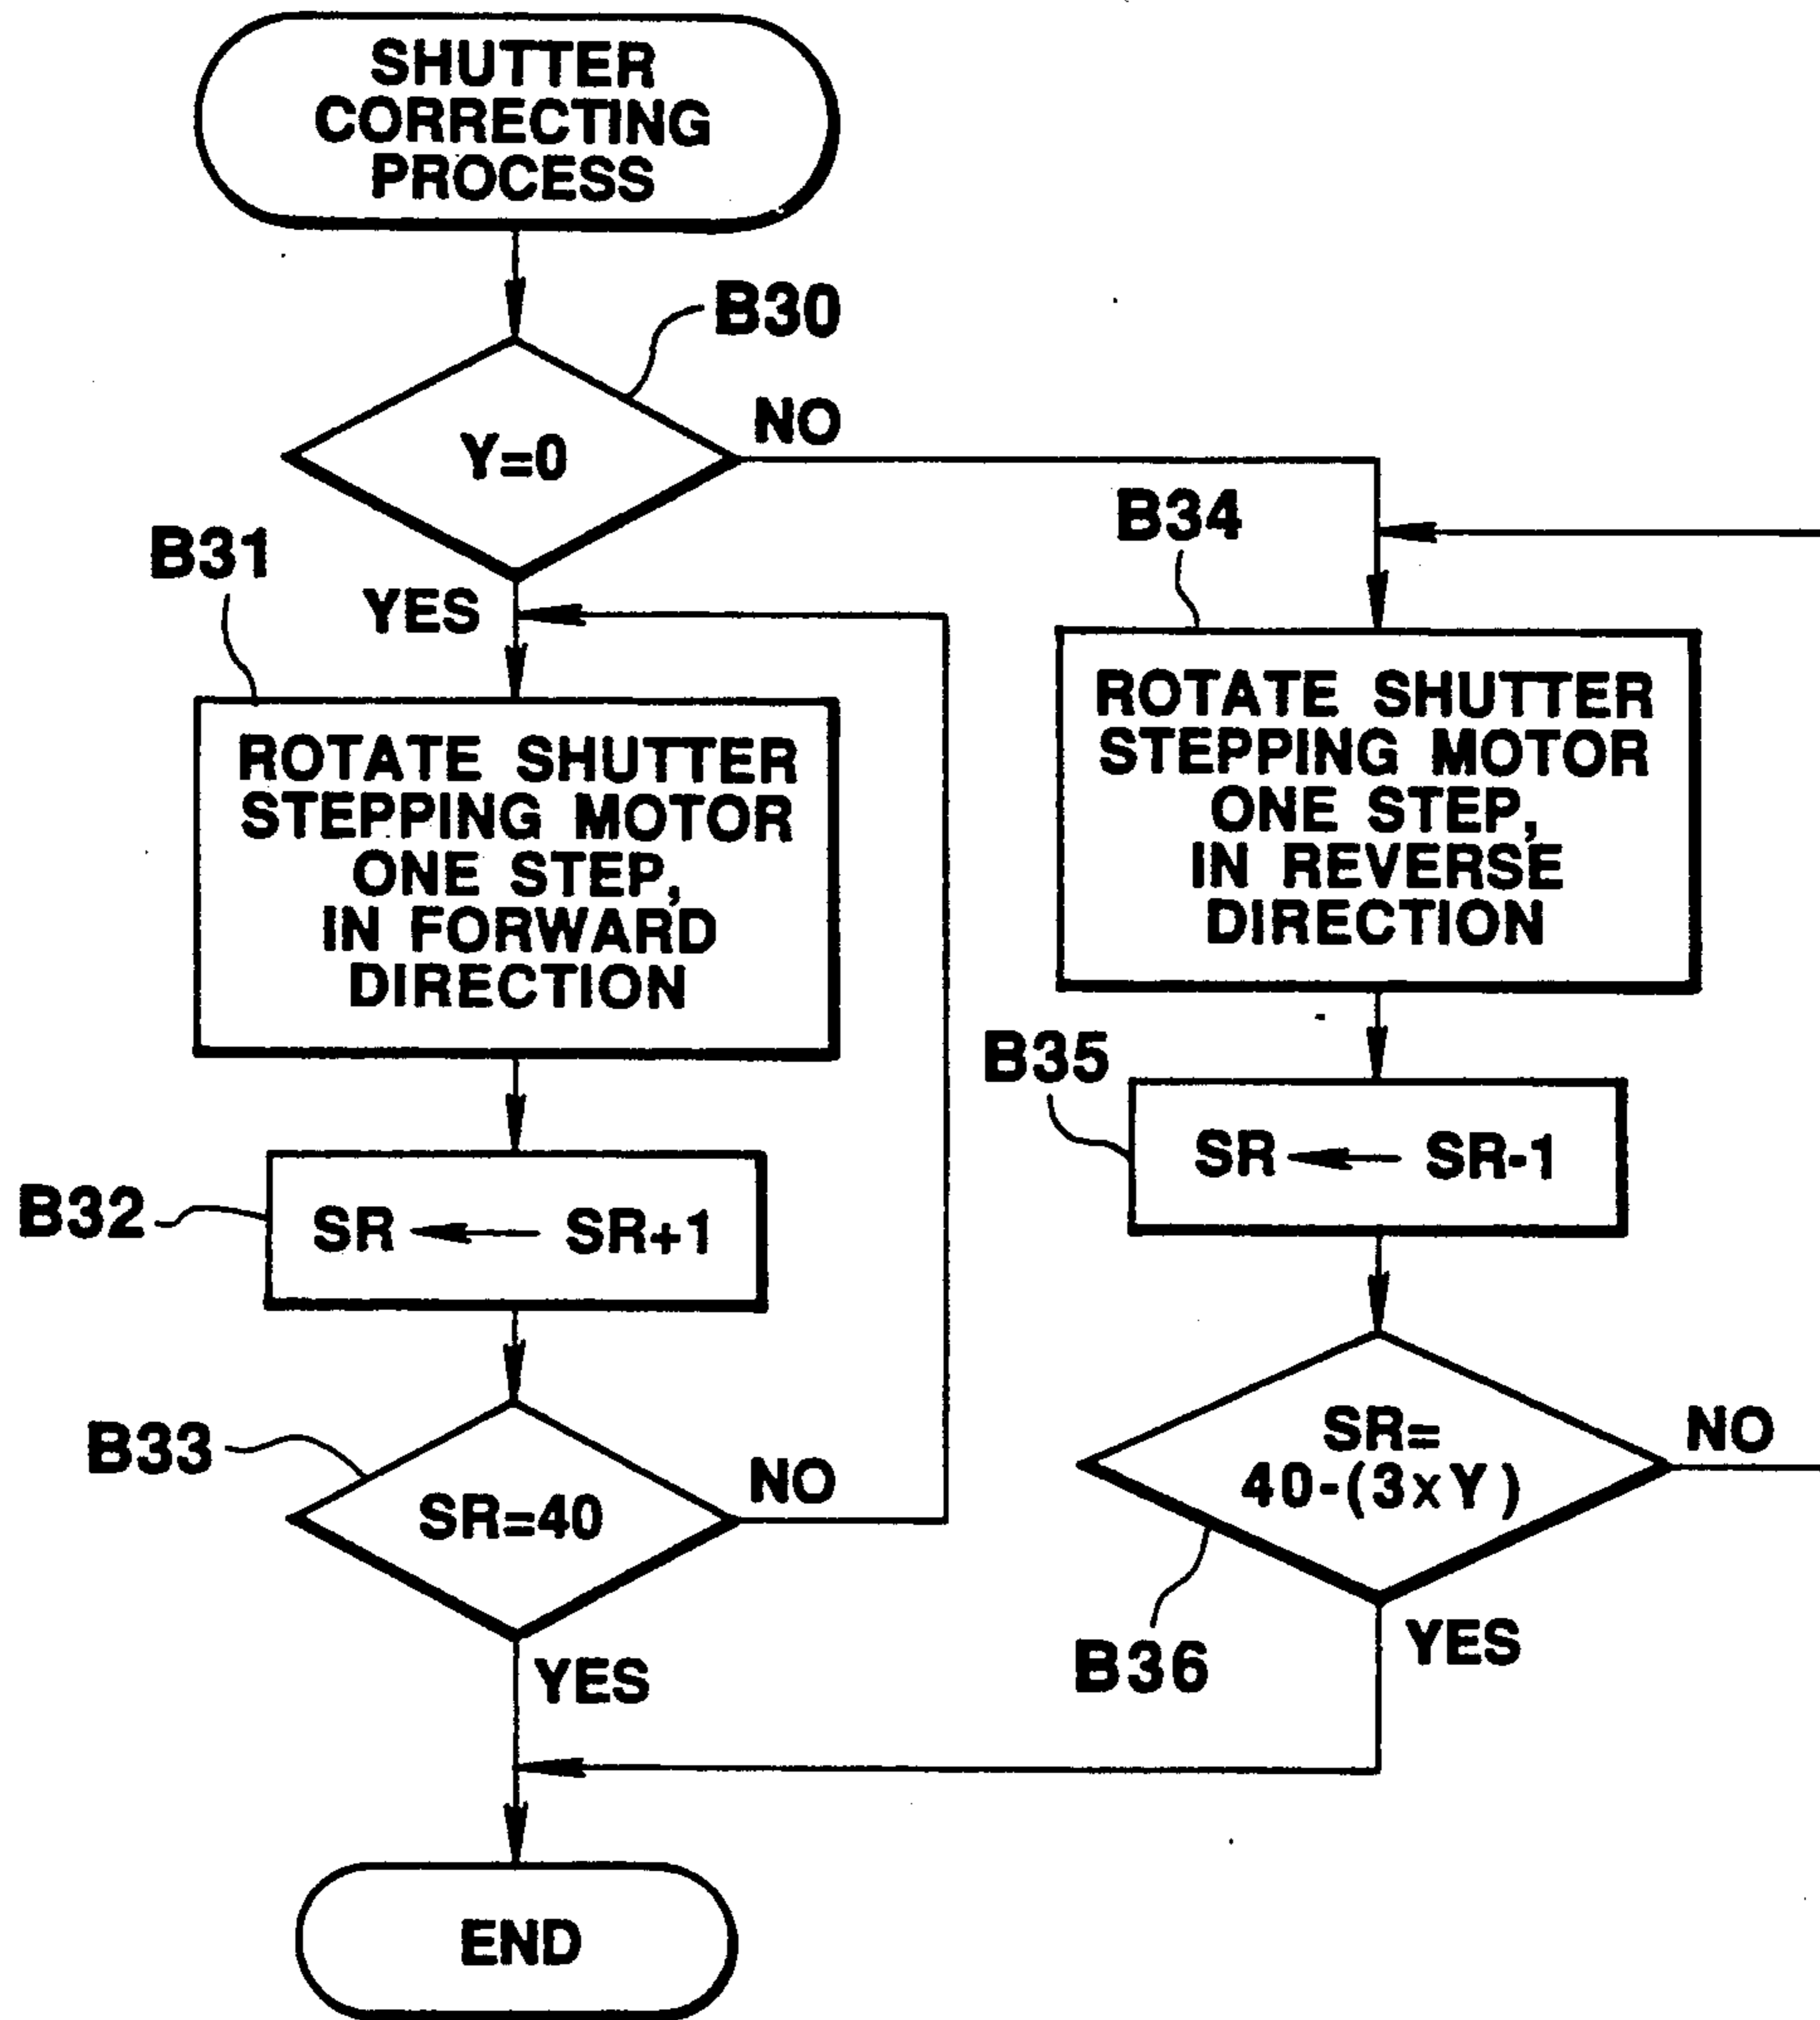 SHUTTER
CORRECTING
PROCESS
B30
Y=0
NO
YES
B31
ROTATE SHUTTER
STEPPING MOTOR
ONE STEP,
IN FORWARD
DIRECTION
B32
SR ← SR+1
B33
SR=40
NO
YES
B34
ROTATE SHUTTER
STEPPING MOTOR
ONE STEP,
IN REVERSE
DIRECTION
B35
SR ← SR-1
SR=
40-(3xY)
NO
B36
YES
END